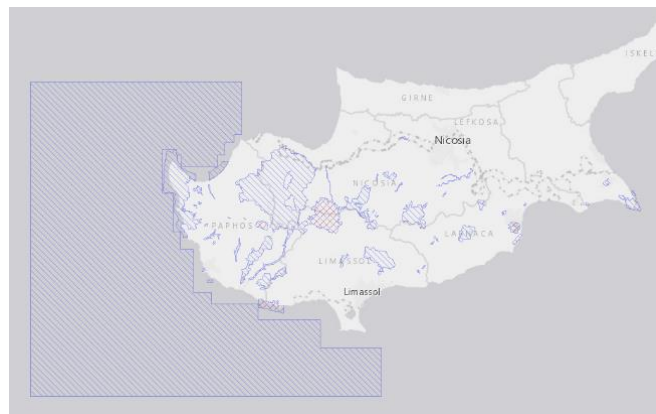 ISKEL
GIRNE
LEFKOSA
Nicosia
NICOSIA
PAPHOS
LARNACA
LIMASSOL
Limassol